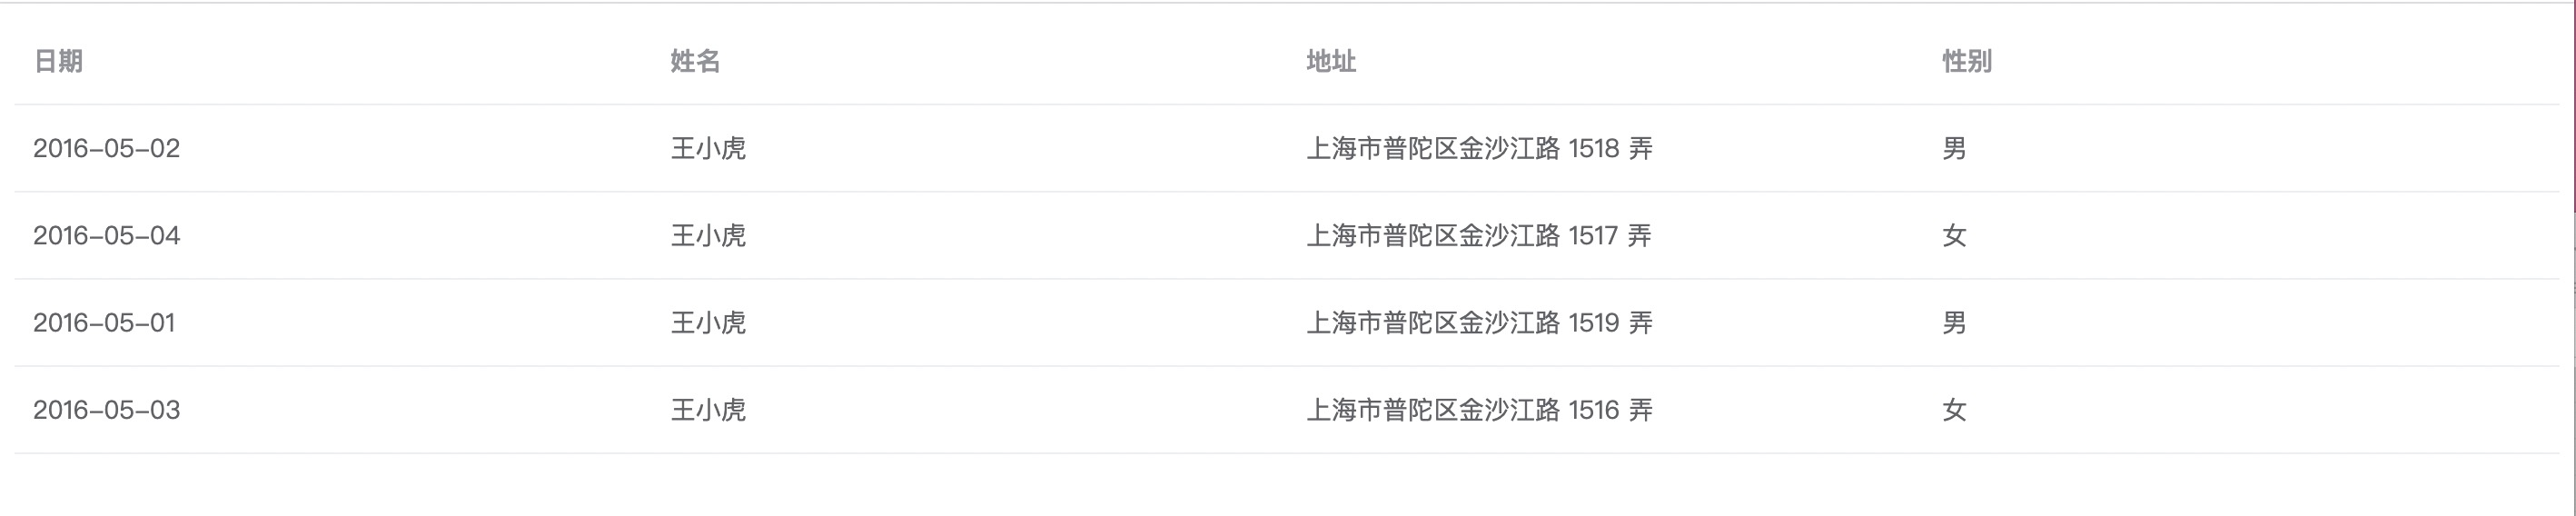 日期 姓名 地址 性别
2016-05-02 王小虎 上海市普陀区金沙江路 1518 弄 男
2016-05-04 王小虎 上海市普陀区金沙江路 1517 弄 女
2016-05-01 王小虎 上海市普陀区金沙江路 1519 弄 男
2016-05-03 王小虎 上海市普陀区金沙江路 1516 弄 女